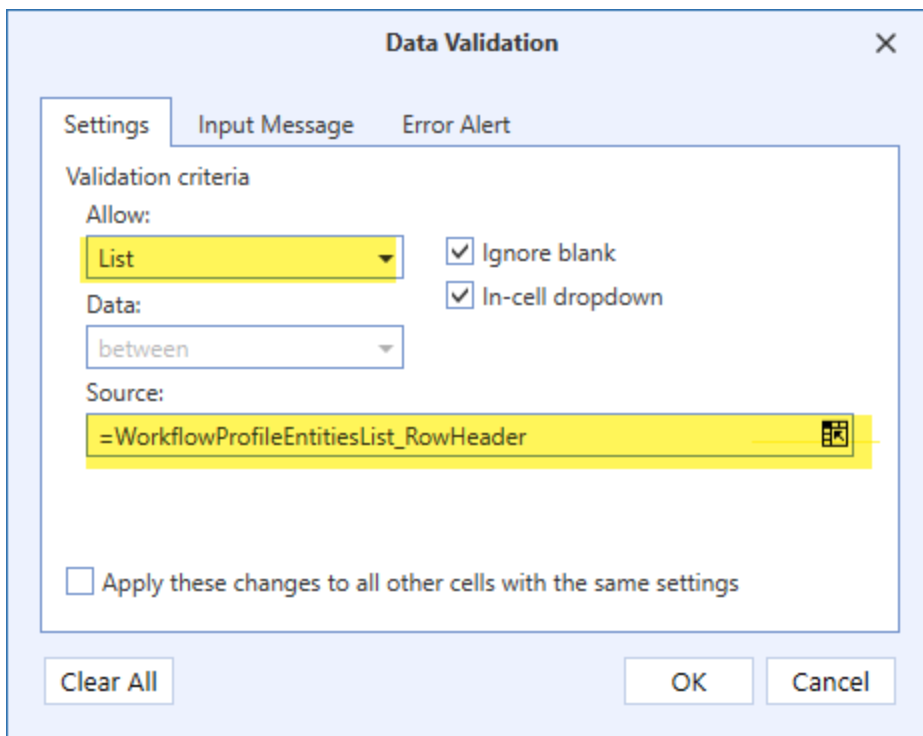 Data Validation
Settings Input Message Error Alert
Validation criteria
Allow:
List
Ignore blank
In-cell dropdown
Data:
between
Source:
=WorkflowProfileEntitiesList_RowHeader
Apply these changes to all other cells with the same settings
Clear All OK Cancel